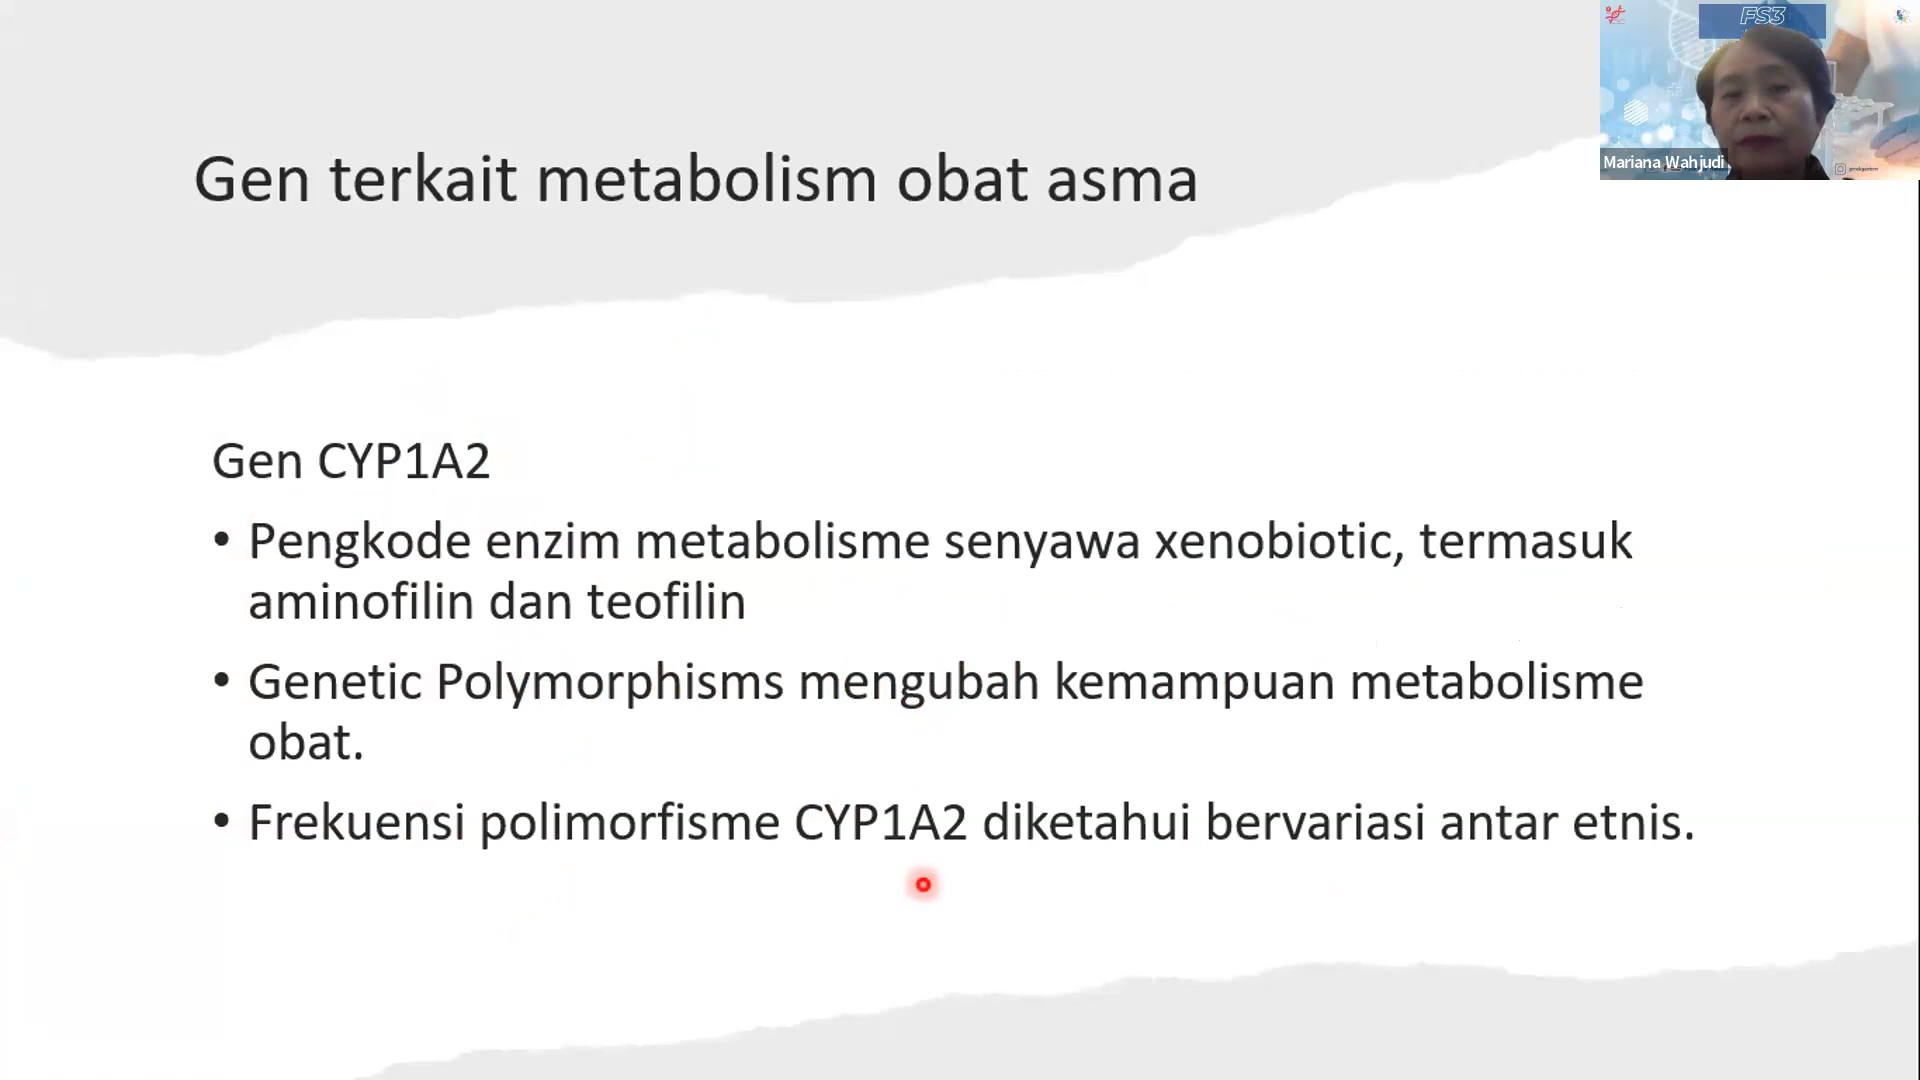 FS3
Mariana Wahjudi
Gen terkait metabolism obat asma
Gen CYP1A2
• Pengkode enzim metabolisme senyawa xenobiotic, termasuk
aminofilin dan teofilin
• Genetic Polymorphisms mengubah kemampuan metabolisme
obat.
• Frekuensi polimorfisme CYP1A2 diketahui bervariasi antar etnis.